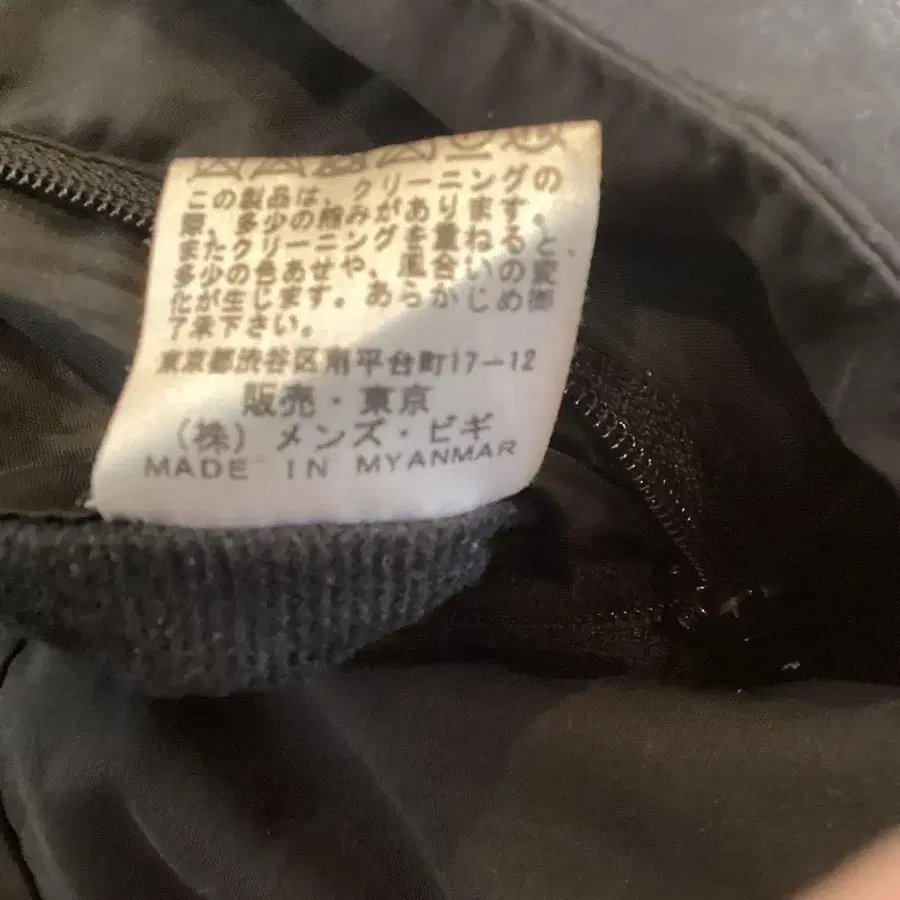 この製品は、クリーニングの
際、多少の縮みがあります。
またクリーニングを重ねると、
多少の色あせや、風合いの変
化が生じます。あらかじめ御
了承下さい。
東京都渋谷区南平台町17-12
販売・東京
(株)メンズ・ビギ
MADE IN MYANMAR